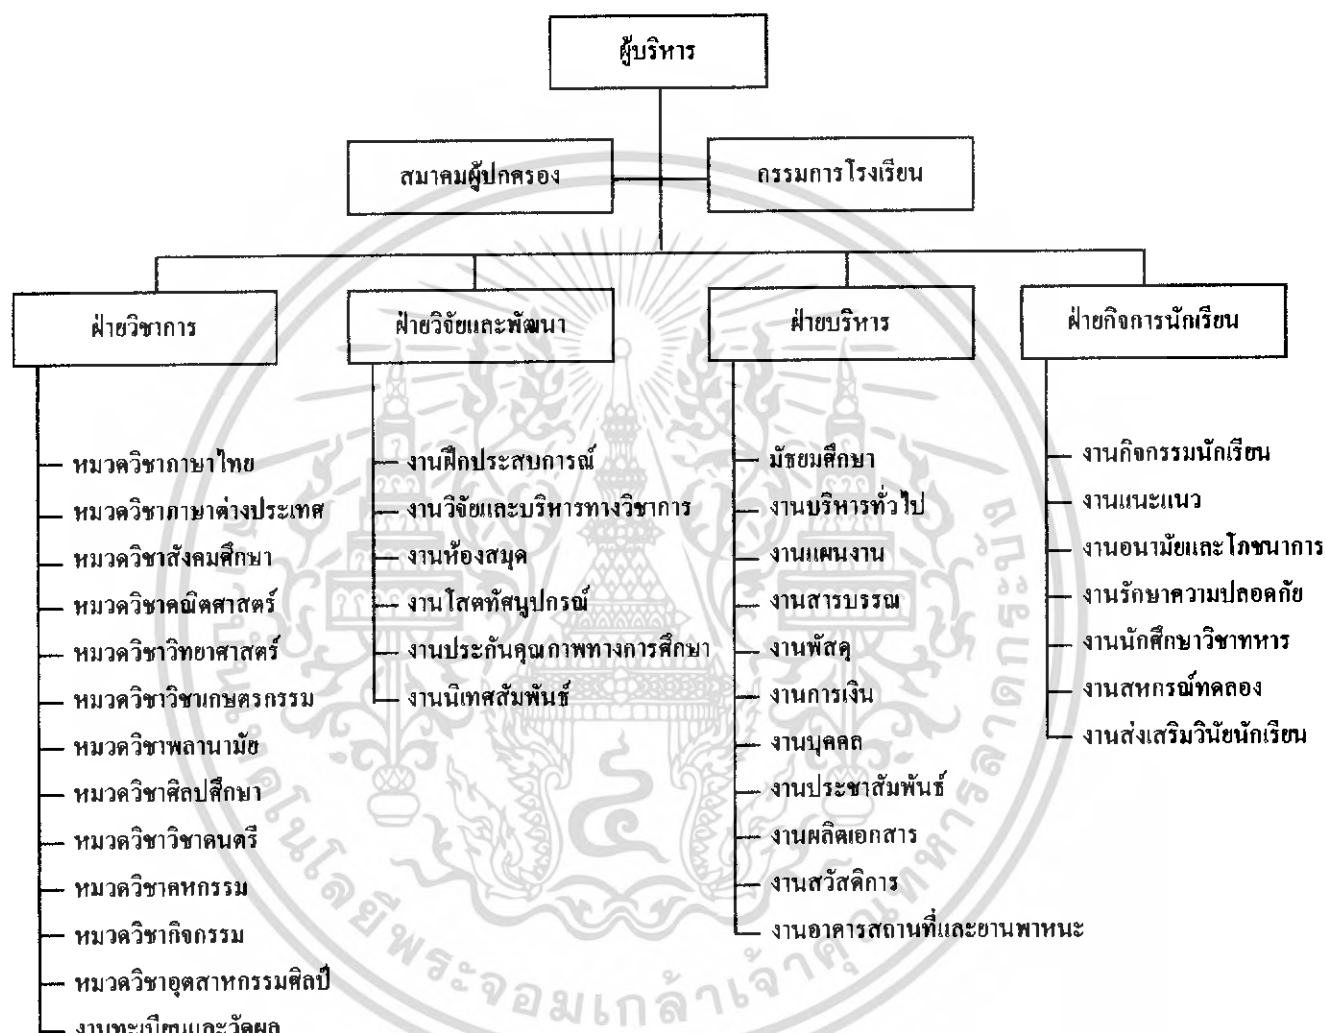 ผู้บริหาร
สมาคมผู้ปกครอง
กรรมการโรงเรียน
ฝ่ายวิชาการ
ฝ่ายวิจัยและพัฒนา
ฝ่ายบริหาร
ฝ่ายกิจการนักเรียน
หมวดวิชาภาษาไทย
หมวดวิชาภาษาต่างประเทศ
หมวดวิชาสังคมศึกษา
หมวดวิชาคณิตศาสตร์
หมวดวิชาวิทยาศาสตร์
หมวดวิชาวิชาเกษตรกรรม
หมวดวิชาพลานามัย
หมวดวิชาศิลปศึกษา
หมวดวิชาวิชาดนตรี
หมวดวิชาคหกรรม
หมวดวิชากิจกรรม
หมวดวิชาอุตสาหกรรมศิลป์
งานทะเบียนและวัดผล
งานฝึกประสบการณ์
งานวิจัยและบริหารทางวิชาการ
งานห้องสมุด
งานโสตทัศนูปกรณ์
งานประกันคุณภาพทางการศึกษา
งานนิเทศสัมพันธ์
มัธยมศึกษา
งานบริหารทั่วไป
งานแผนงาน
งานสารบรรณ
งานพัสดุ
งานการเงิน
งานบุคคล
งานประชาสัมพันธ์
งานผลิตเอกสาร
งานสวัสดิการ
งานอาคารสถานที่และยานพาหนะ
งานกิจกรรมนักเรียน
งานแนะแนว
งานอนามัยและโภชนาการ
งานรักษาความปลอดภัย
งานนักศึกษาวิชาทหาร
งานสหกรณ์ทดลอง
งานส่งเสริมวินัยนักเรียน